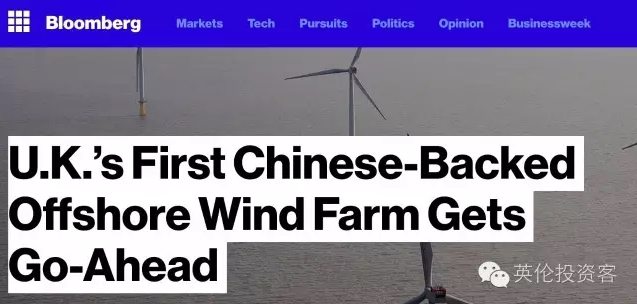 Bloomberg Markets Tech Pursuits Politics Opinion Businessweek
U.K.'s First Chinese-Backed
Offshore Wind Farm Gets
Go-Ahead
英伦投资客